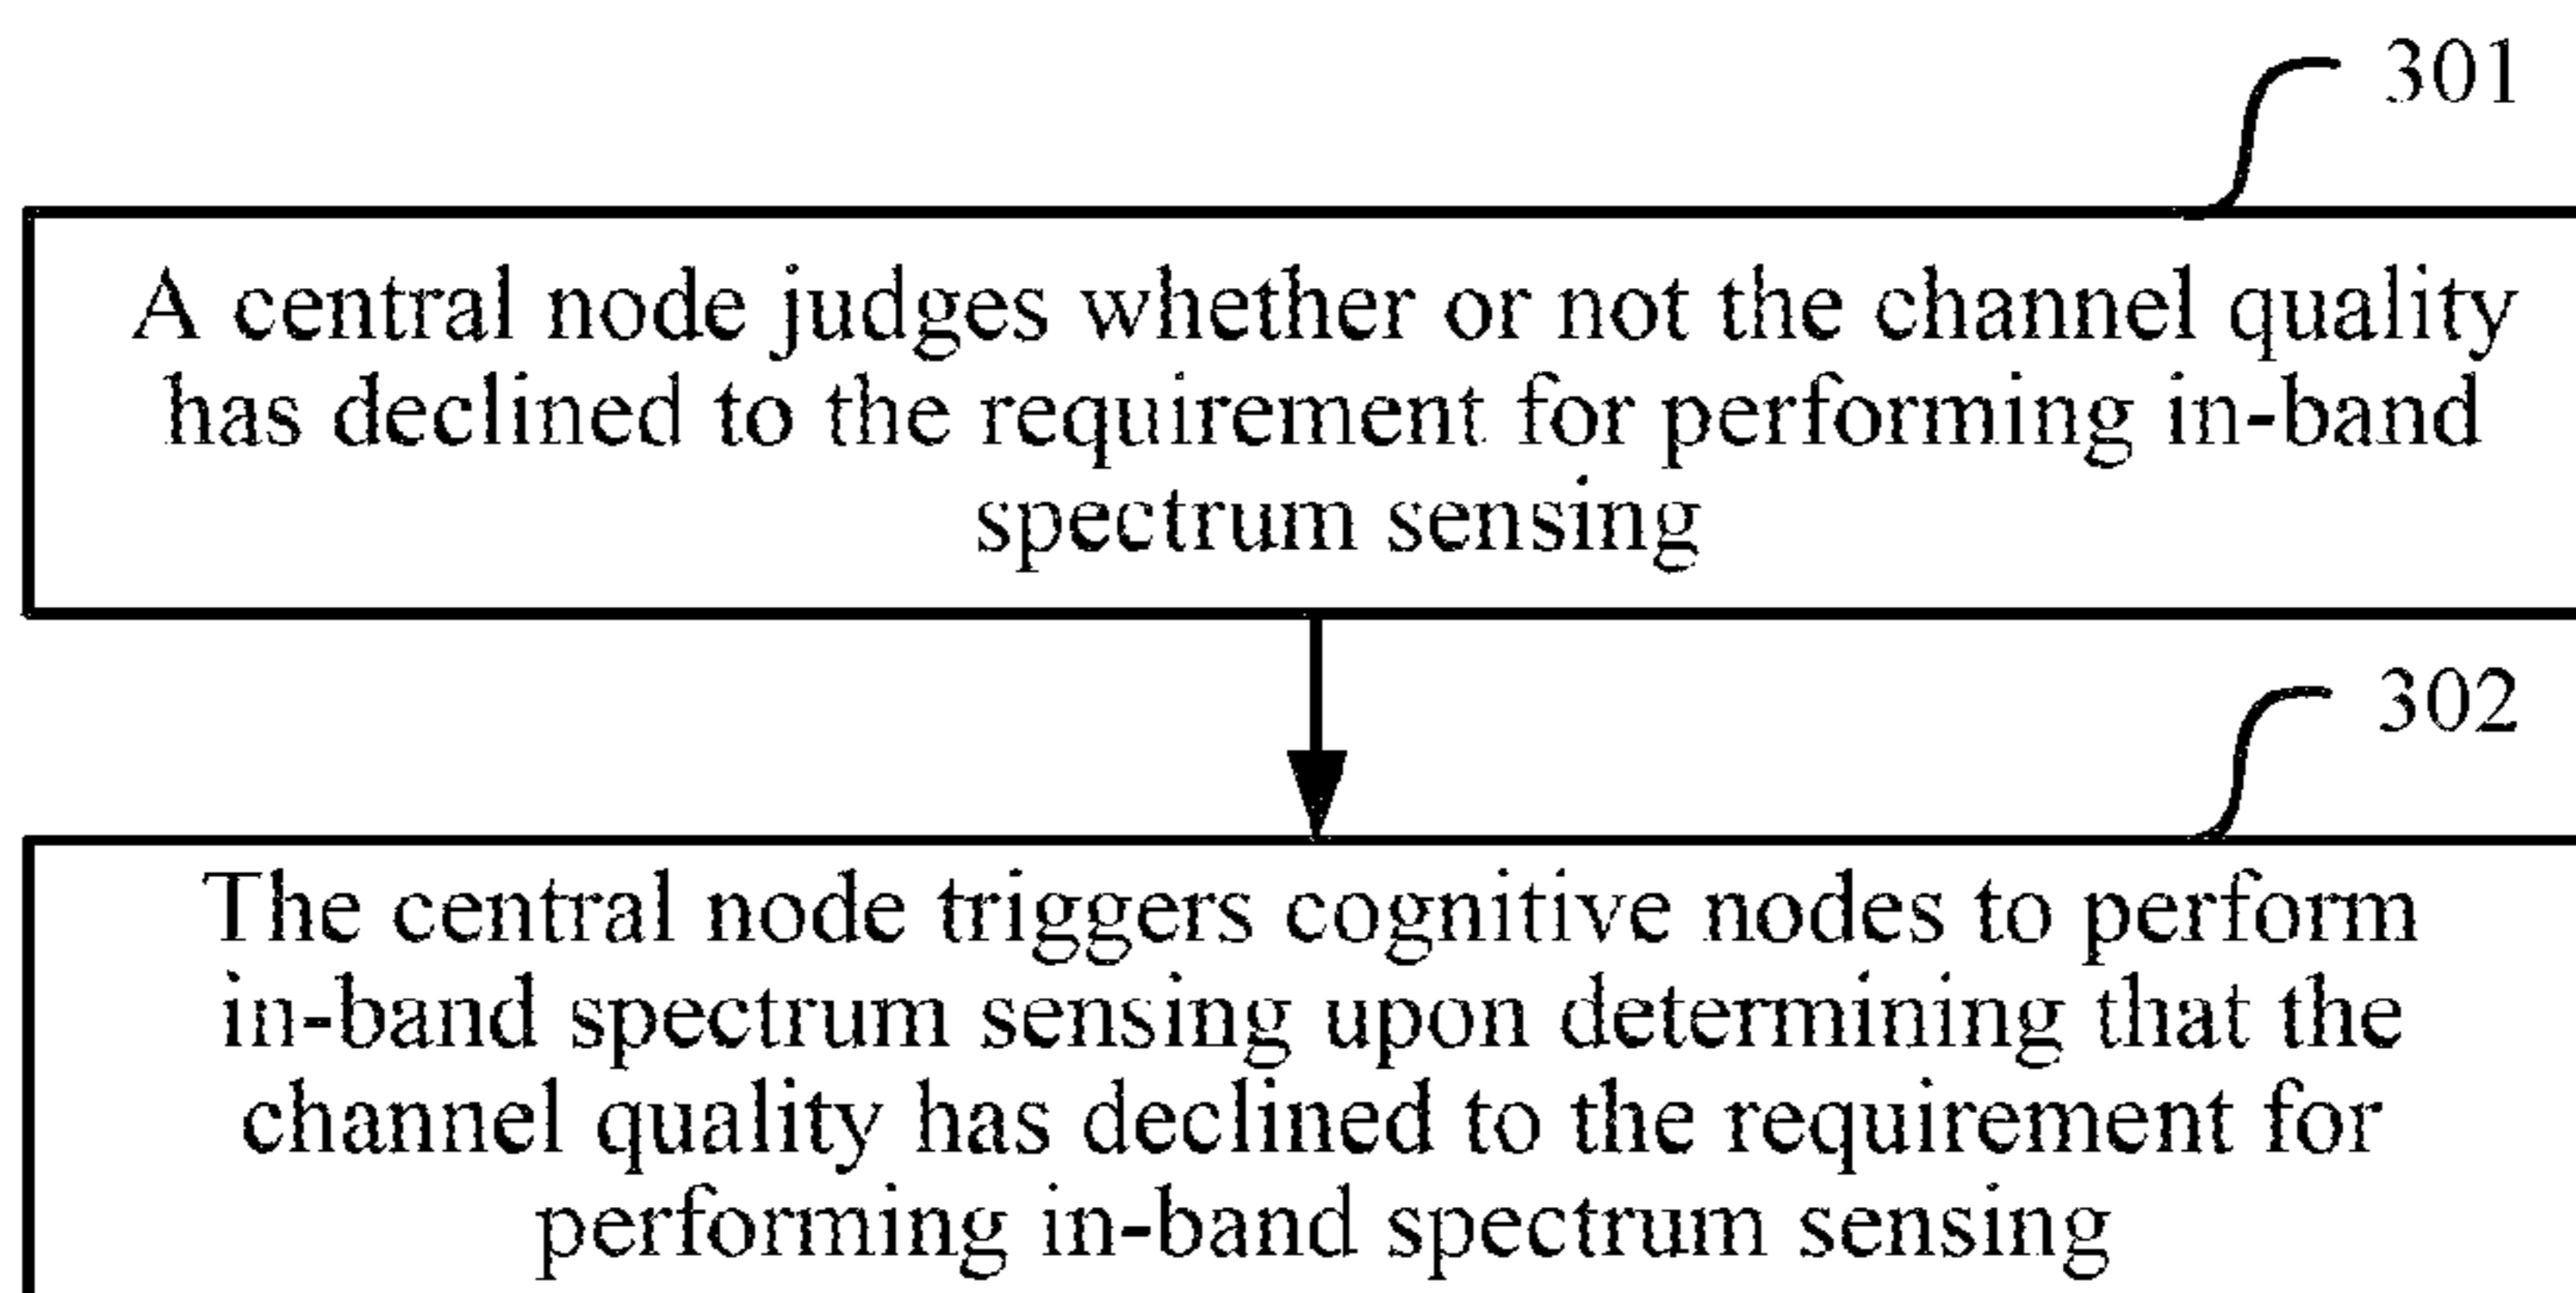 301
A central node judges whether or not the channel quality
has declined to the requirement for performing in-band
spectrum sensing
302
The central node triggers cognitive nodes to perform
in-band spectrum sensing upon determining that the
channel quality has declined to the requirement for
performing in-band spectrum sensing